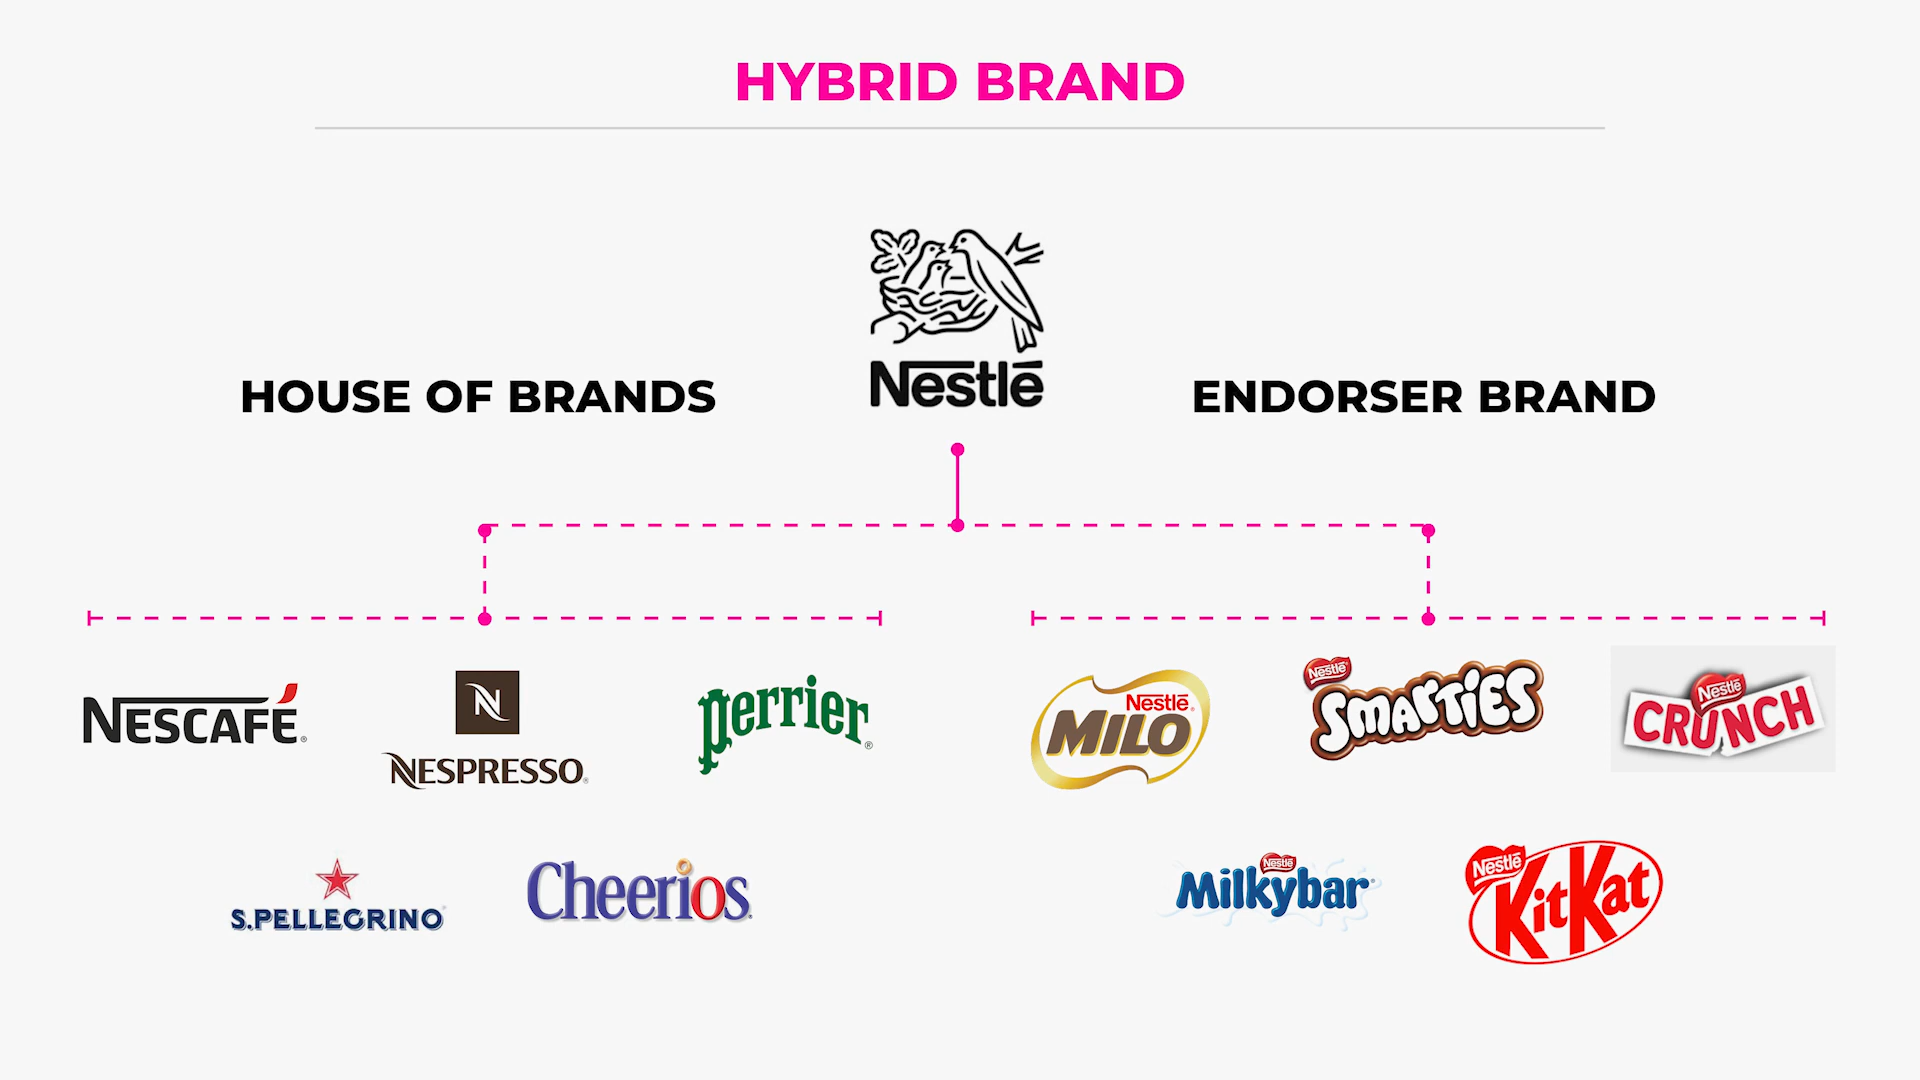 HYBRID BRAND
Nestlé
HOUSE OF BRANDS
ENDORSER BRAND
NESCAFÉ®
N
NESPRESSO®
perrier®
Nestlé®
MILO
Nestlé
SMARTIES
Nestlé
CRUNCH
S.PELLEGRINO
Cheerios
Nestlé
Milkybar
Nestlé
KitKat